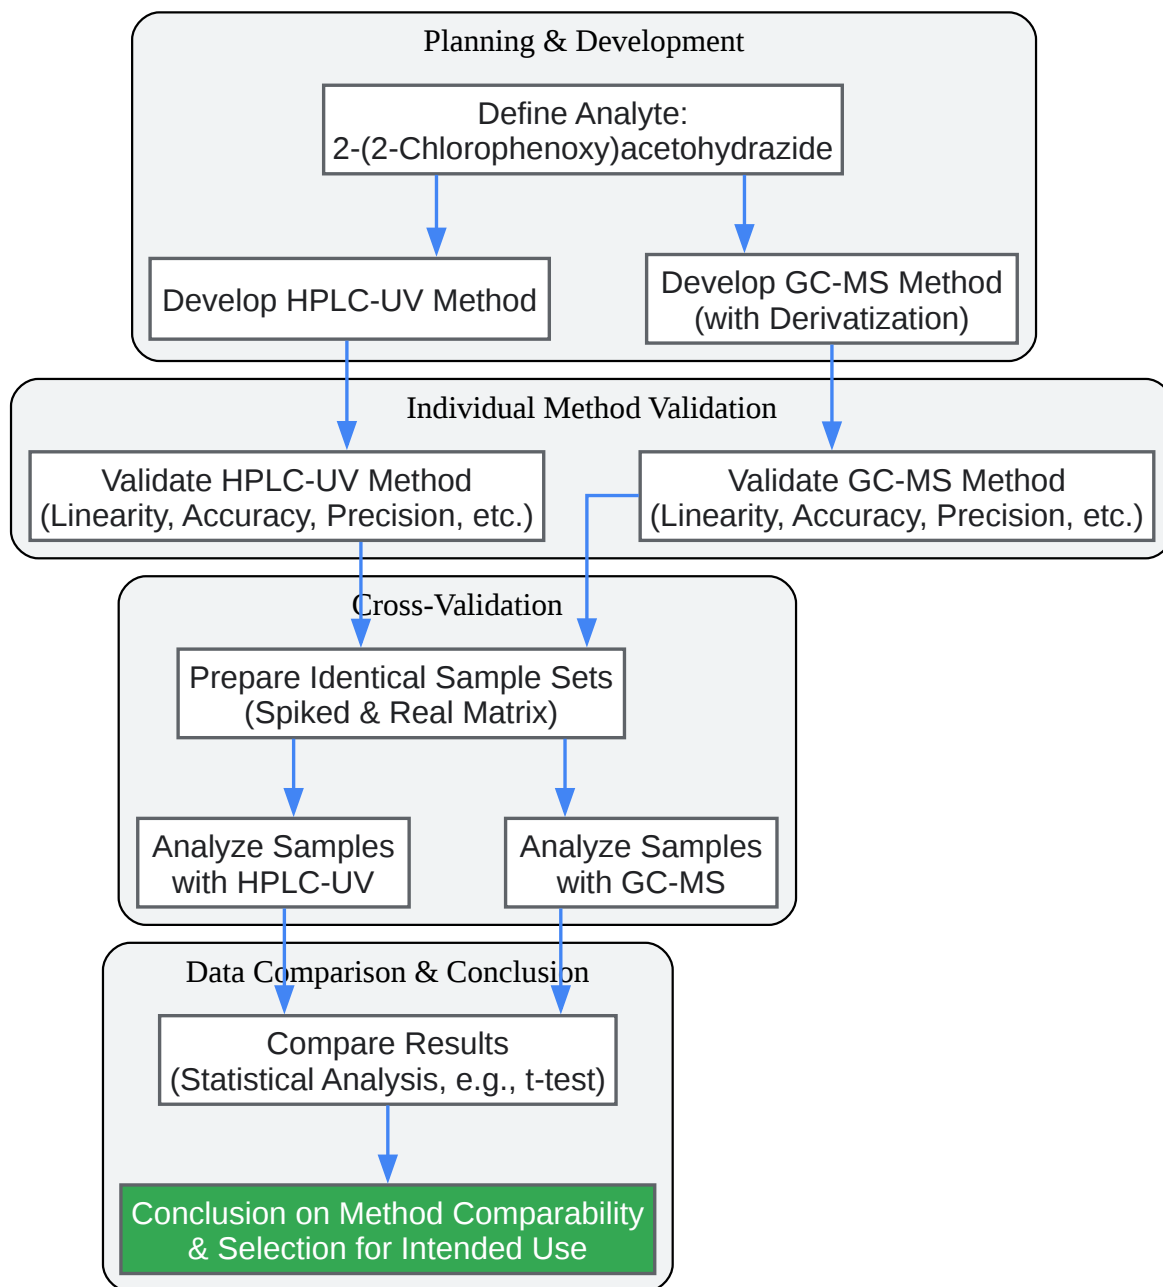 Planning & Development
Define Analyte:
2-(2-Chlorophenoxy)acetohydrazide
Develop HPLC-UV Method
Develop GC-MS Method
(with Derivatization)
Individual Method Validation
Validate HPLC-UV Method
(Linearity, Accuracy, Precision, etc.)
Validate GC-MS Method
(Linearity, Accuracy, Precision, etc.)
Cross-Validation
Prepare Identical Sample Sets
(Spiked & Real Matrix)
Analyze Samples
with HPLC-UV
Analyze Samples
with GC-MS
Data Comparison & Conclusion
Compare Results
(Statistical Analysis, e.g., t-test)
Conclusion on Method Comparability
& Selection for Intended Use